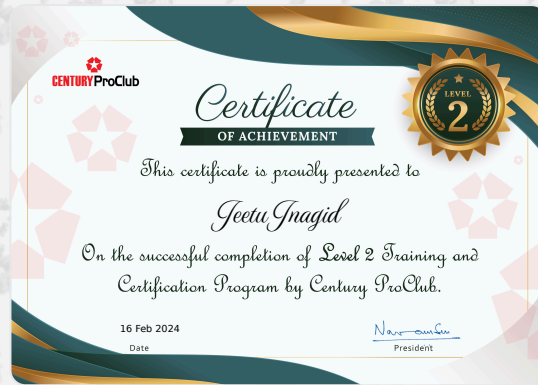 CENTURY ProClub
LEVEL
2
Certificate
OF ACHIEVEMENT
This certificate is proudly presented to
Jeetu Jnagid
On the successful completion of Level 2 Training and
Certification Program by Century ProClub.
16 Feb 2024
Date
President